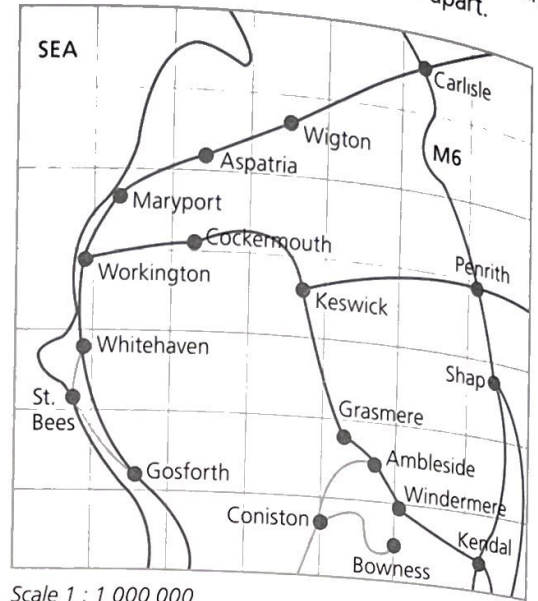 apart.
SEA
Carlisle
Wigton
M6
Aspatria
Maryport
Cockermouth
Workington
Penrith
Keswick
Whitehaven
Shap
St.
Bees
Grasmere
Ambleside
Gosforth
Windermere
Coniston
Kendal
Bowness
Scale 1 : 1 000 000